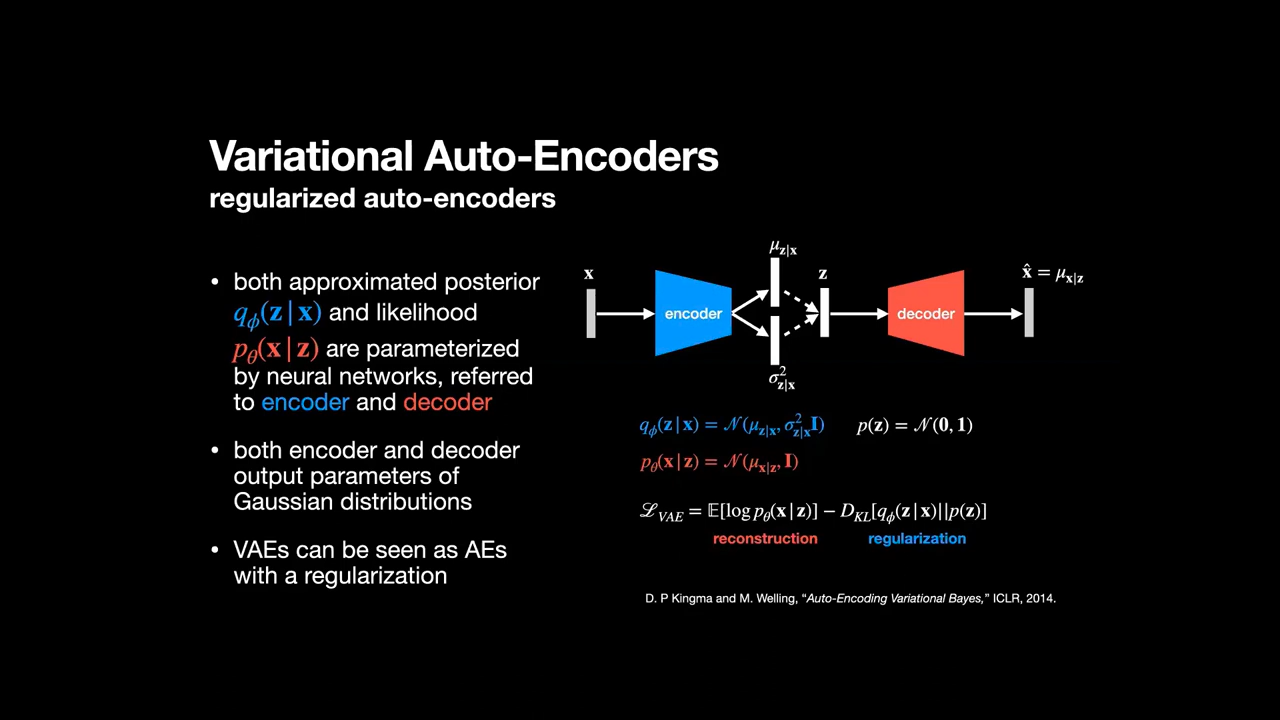 Variational Auto-Encoders
regularized auto-encoders
• both approximated posterior
qϕ(z | x) and likelihood
pθ(x | z) are parameterized
by neural networks, referred
to encoder and decoder
• both encoder and decoder
output parameters of
Gaussian distributions
• VAEs can be seen as AEs
with a regularization
μz|x
x
z
x̂ = μx|z
encoder
decoder
σ²z|x
qϕ(z | x) = 𝒩(μz|x, σ²z|x I)
p(z) = 𝒩(0, 1)
pθ(x | z) = 𝒩(μx|z, I)
ℒVAE = 𝔼[log pθ(x | z)] − DKL[qϕ(z | x)||p(z)]
reconstruction
regularization
D. P Kingma and M. Welling, “Auto-Encoding Variational Bayes,” ICLR, 2014.